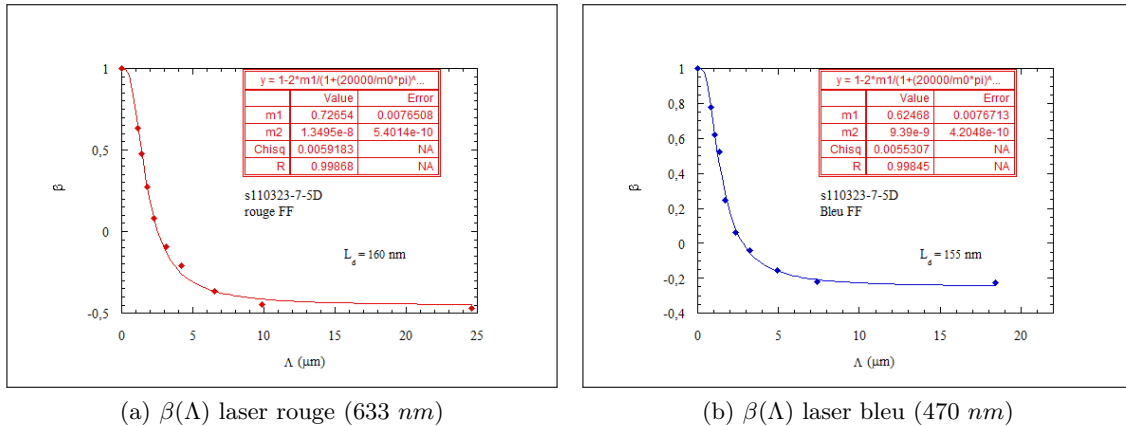 1
0,5
0
-0,5
β
0 5 10 15 20 25
Λ (µm)
y = 1-2*m1/(1+(20000/m0*pi)^...
Value Error
m1 0.72654 0.0076508
m2 1.3495e-8 5.4014e-10
Chisq 0.0059183 NA
R 0.99868 NA
s110323-7-5D
rouge FF
L_d = 160 nm
(a) β(Λ) laser rouge (633 nm)
1
0,8
0,6
0,4
0,2
0
-0,2
-0,4
β
0 5 10 15 20
Λ (µm)
y = 1-2*m1/(1+(20000/m0*pi)^...
Value Error
m1 0.62468 0.0076713
m2 9.39e-9 4.2048e-10
Chisq 0.0055307 NA
R 0.99845 NA
s110323-7-5D
Bleu FF
L_d = 155 nm
(b) β(Λ) laser bleu (470 nm)